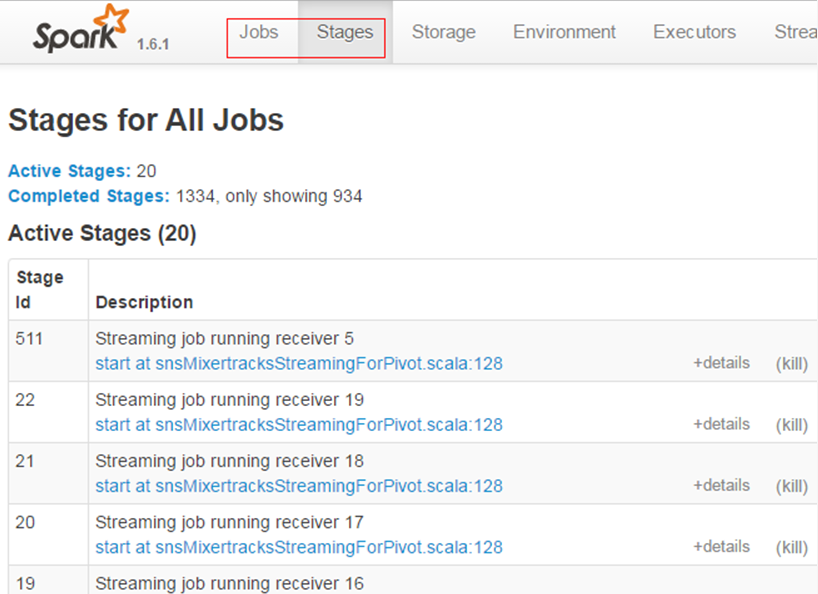 Spark 1.6.1 Jobs Stages Storage Environment Executors Strea
Stages for All Jobs
Active Stages: 20
Completed Stages: 1334, only showing 934
Active Stages (20)
Stage
Id Description
511 Streaming job running receiver 5
start at snsMixertracksStreamingForPivot.scala:128 +details (kill)
22 Streaming job running receiver 19
start at snsMixertracksStreamingForPivot.scala:128 +details (kill)
21 Streaming job running receiver 18
start at snsMixertracksStreamingForPivot.scala:128 +details (kill)
20 Streaming job running receiver 17
start at snsMixertracksStreamingForPivot.scala:128 +details (kill)
19 Streaming job running receiver 16